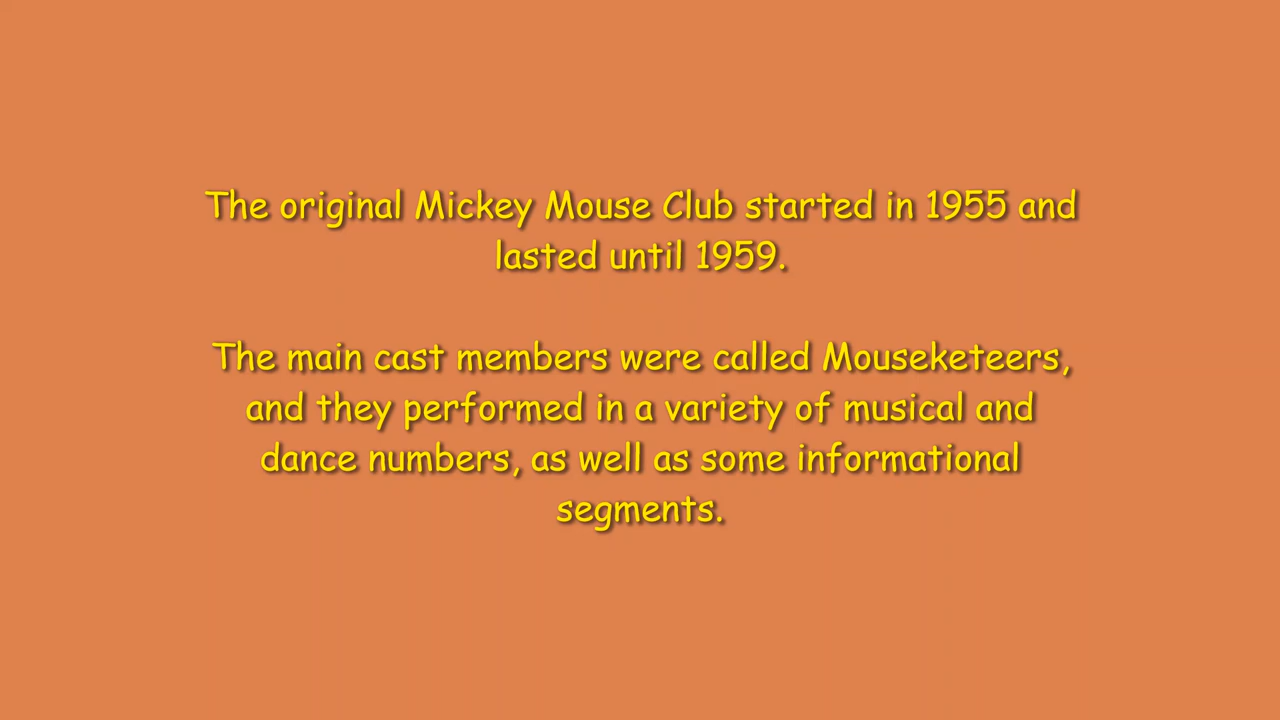 The original Mickey Mouse Club started in 1955 and
lasted until 1959.
The main cast members were called Mouseketeers,
and they performed in a variety of musical and
dance numbers, as well as some informational
segments.